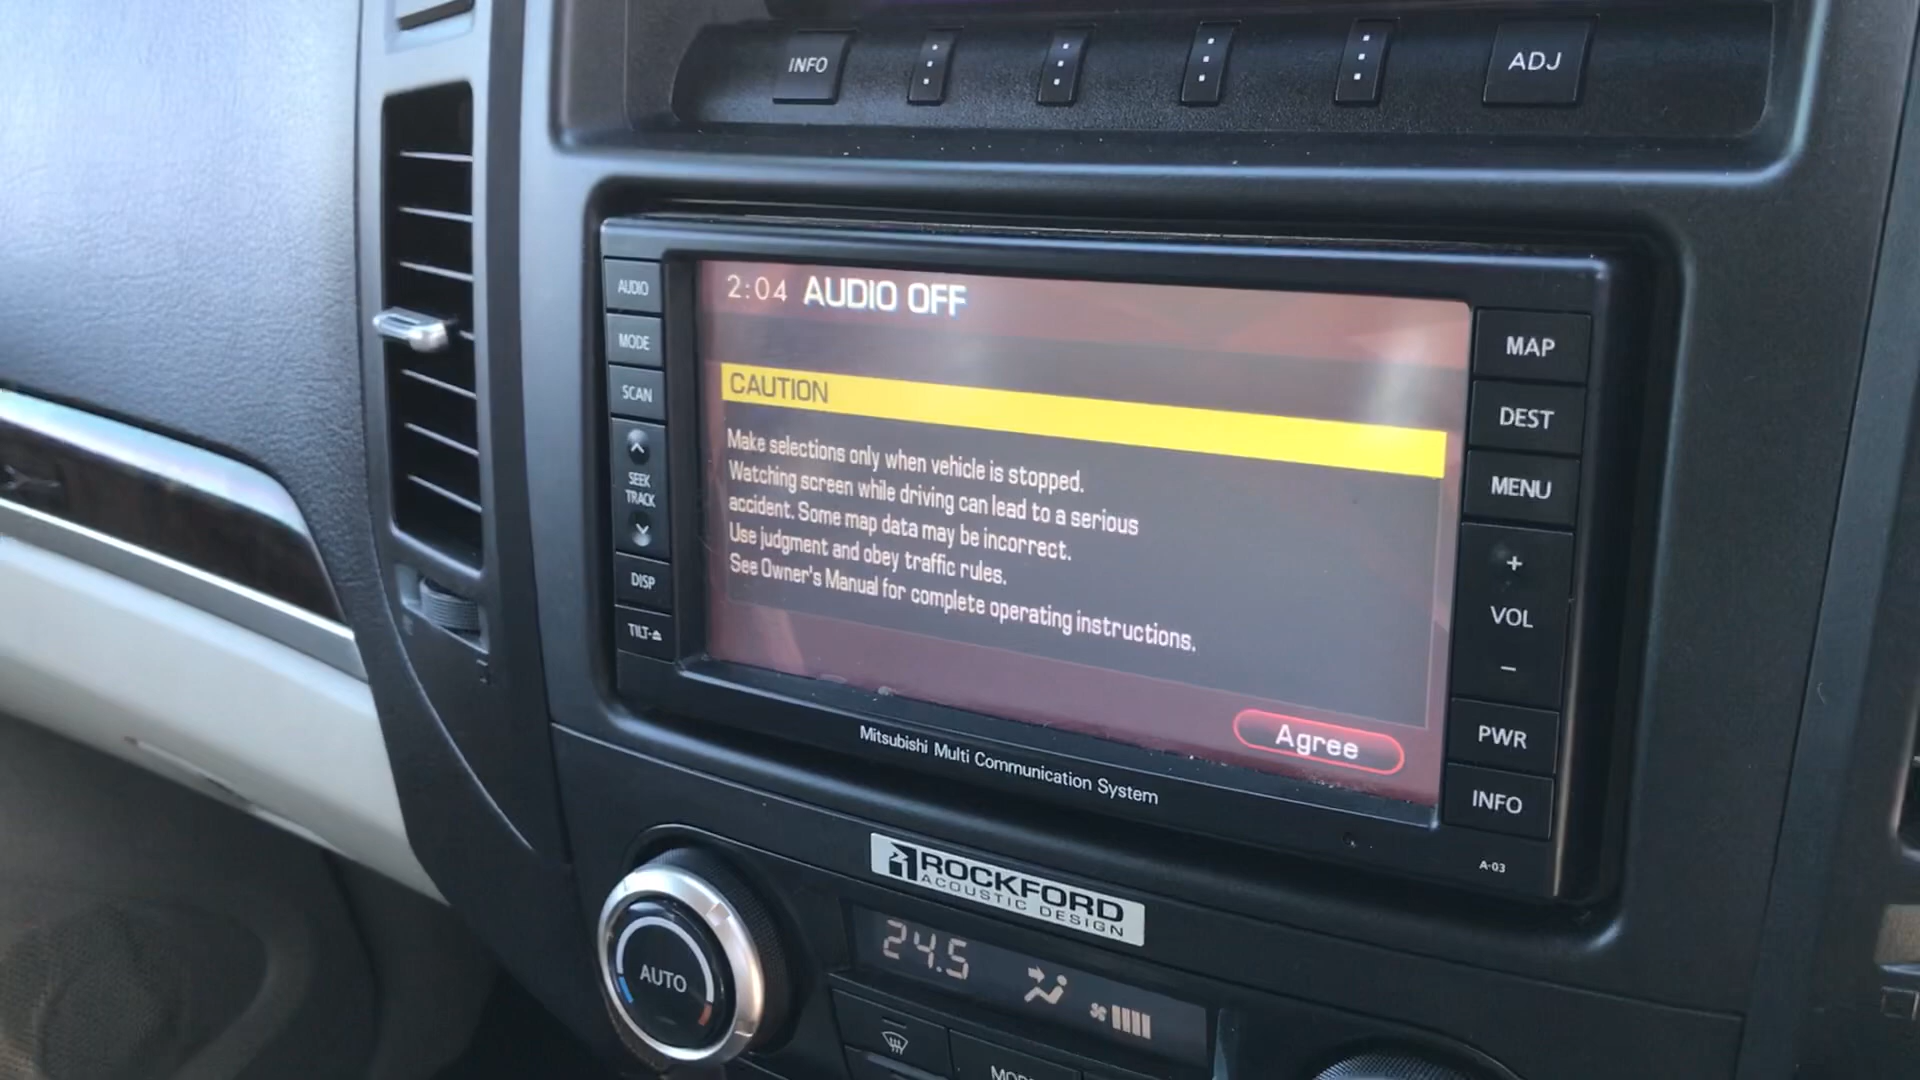 INFO
ADJ
AUDIO
MODE
SCAN
SEEK
TRACK
DISP
TILT
2:04 AUDIO OFF
CAUTION
Make selections only when vehicle is stopped.
Watching screen while driving can lead to a serious
accident. Some map data may be incorrect.
Use judgment and obey traffic rules.
See Owner's Manual for complete operating instructions.
Agree
MAP
DEST
MENU
+
VOL
–
PWR
INFO
A-03
Mitsubishi Multi Communication System
ROCKFORD
ACOUSTIC DESIGN
24.5
AUTO